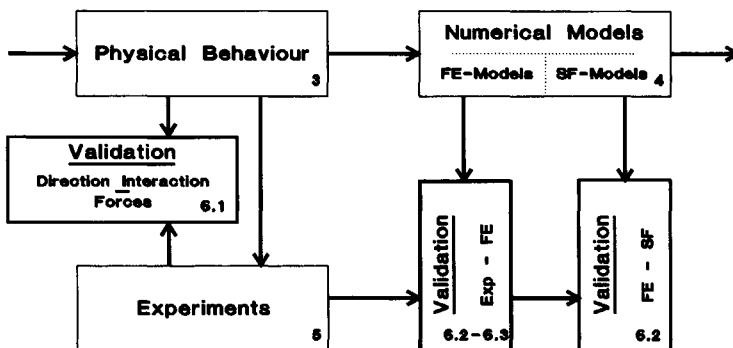 Physical Behaviour
3
Numerical Models
FE-Models
SF-Models
4
Validation
Direction Interaction
Forces
6.1
Experiments
5
Validation
Exp - FE
6.2-6.3
Validation
FE - SF
6.2